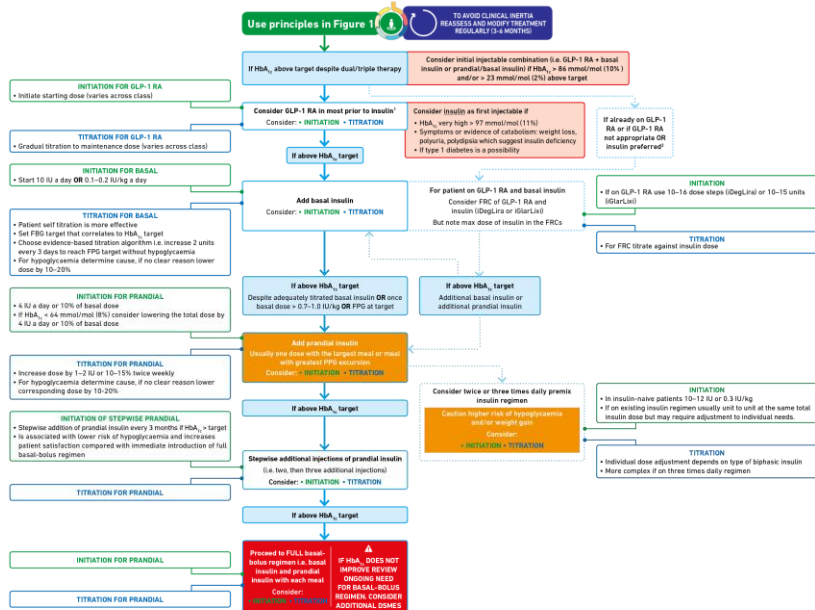 Use principles in Figure 1
TO AVOID CLINICAL INERTIA
REASSESS AND MODIFY TREATMENT
REGULARLY (3-6 MONTHS)
If HbA1c above target despite dual/triple therapy
Consider initial injectable combination (i.e. GLP-1 RA + basal
insulin or prandial/basal insulin) if HbA1c > 86 mmol/mol (10% )
and/or > 23 mmol/mol (2%) above target
INITIATION FOR GLP-1 RA
• Initiate starting dose (varies across class)
TITRATION FOR GLP-1 RA
• Gradual titration to maintenance dose (varies across class)
Consider GLP-1 RA in most prior to insulin¹
Consider: • INITIATION • TITRATION
Consider insulin as first injectable if
• HbA1c very high > 97 mmol/mol (11%)
• Symptoms or evidence of catabolism: weight loss,
polyuria, polydipsia which suggest insulin deficiency
• If type 1 diabetes is a possibility
If already on GLP-1
RA or if GLP-1 RA
not appropriate OR
insulin preferred²
If above HbA1c target
INITIATION FOR BASAL
• Start 10 IU a day OR 0.1–0.2 IU/kg a day
TITRATION FOR BASAL
• Patient self titration is more effective
• Set FBG target that correlates to HbA1c target
• Choose evidence-based titration algorithm i.e. increase 2 units
every 3 days to reach FPG target without hypoglycaemia
• For hypoglycaemia determine cause, if no clear reason lower
dose by 10–20%
Add basal insulin
Consider: • INITIATION • TITRATION
For patient on GLP-1 RA and basal insulin
Consider FRC of GLP-1 RA and
insulin (iDegLira or iGlarLixi)
But note max dose of insulin in the FRCs
INITIATION
• If on GLP-1 RA use 10–16 dose steps (iDegLira) or 10–15 units
(iGlarLixi)
TITRATION
• For FRC titrate against insulin dose
If above HbA1c target
Despite adequately titrated basal insulin OR once
basal dose > 0.7–1.0 IU/kg OR FPG at target
If above HbA1c target
Additional basal insulin or
additional prandial insulin
INITIATION FOR PRANDIAL
• 4 IU a day or 10% of basal dose
• If HbA1c < 64 mmol/mol (8%) consider lowering the total dose by
4 IU a day or 10% of basal dose
TITRATION FOR PRANDIAL
• Increase dose by 1–2 IU or 10–15% twice weekly
• For hypoglycaemia determine cause, if no clear reason lower
corresponding dose by 10-20%
Add prandial insulin
Usually one dose with the largest meal or meal
with greatest PPG excursion
Consider: • INITIATION • TITRATION
If above HbA1c target
Consider twice or three times daily premix
insulin regimen
Caution higher risk of hypoglycaemia
and/or weight gain
Consider:
• INITIATION • TITRATION
INITIATION
• In insulin-naive patients 10–12 IU or 0.3 IU/kg
• If on existing insulin regimen usually unit to unit at the same total
insulin dose but may require adjustment to individual needs.
TITRATION
• Individual dose adjustment depends on type of biphasic insulin
• More complex if on three times daily regimen
INITIATION OF STEPWISE PRANDIAL
• Stepwise addition of prandial insulin every 3 months if HbA1c > target
• Is associated with lower risk of hypoglycaemia and increases
patient satisfaction compared with immediate introduction of full
basal-bolus regimen
TITRATION FOR PRANDIAL
Stepwise additional injections of prandial insulin
(i.e. two, then three additional injections)
Consider: • INITIATION • TITRATION
If above HbA1c target
INITIATION FOR PRANDIAL
TITRATION FOR PRANDIAL
Proceed to FULL basal-
bolus regimen i.e. basal
insulin and prandial
insulin with each meal
Consider:
• INITIATION • TITRATION
IF HbA1c DOES NOT
IMPROVE REVIEW
ONGOING NEED
FOR BASAL-BOLUS
REGIMEN. CONSIDER
ADDITIONAL DSMES